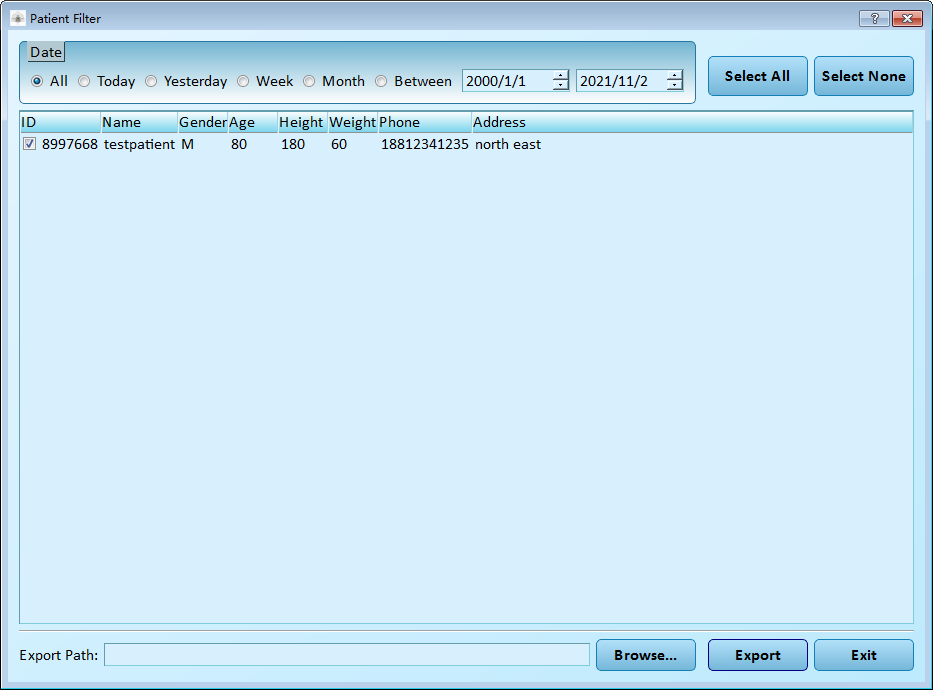 Patient Filter
Date
All Today Yesterday Week Month Between 2000/1/1 2021/11/2 Select All Select None
ID Name Gender Age Height Weight Phone Address
8997668 testpatient M 80 180 60 18812341235 north east
Export Path: Browse... Export Exit